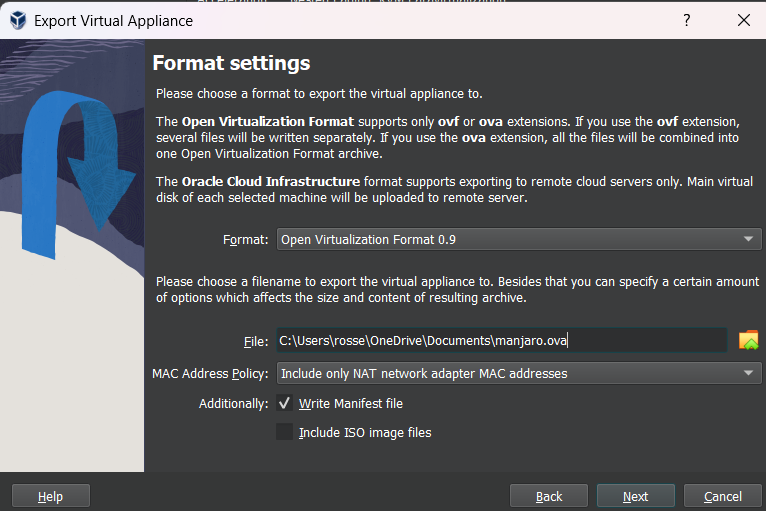 Export Virtual Appliance
?
Format settings
Please choose a format to export the virtual appliance to.
The Open Virtualization Format supports only ovf or ova extensions. If you use the ovf extension,
several files will be written separately. If you use the ova extension, all the files will be combined into
one Open Virtualization Format archive.
The Oracle Cloud Infrastructure format supports exporting to remote cloud servers only. Main virtual
disk of each selected machine will be uploaded to remote server.
Format: Open Virtualization Format 0.9
Please choose a filename to export the virtual appliance to. Besides that you can specify a certain amount
of options which affects the size and content of resulting archive.
File: C:\Users\rosse\OneDrive\Documents\manjaro.ova
MAC Address Policy: Include only NAT network adapter MAC addresses
Additionally: Write Manifest file
Include ISO image files
Help Back Next Cancel